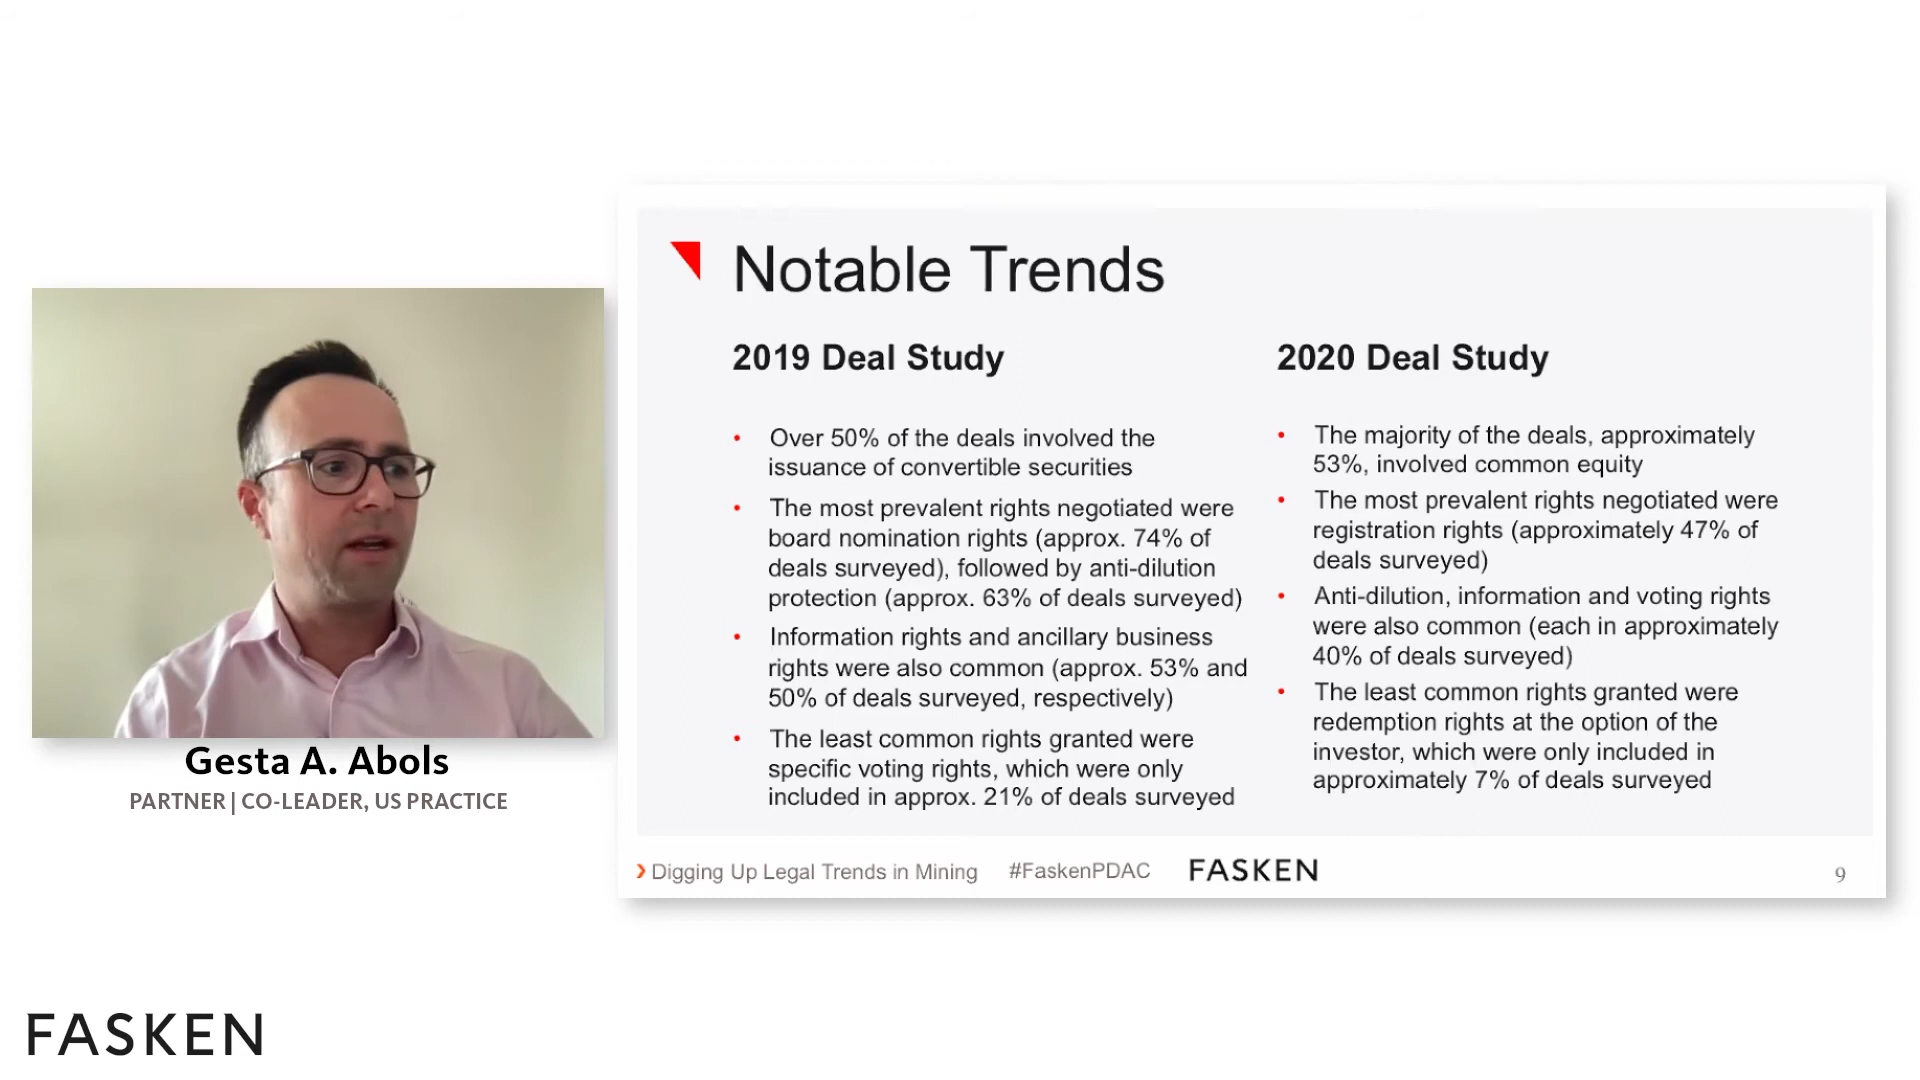 Notable Trends
2019 Deal Study
• Over 50% of the deals involved the
issuance of convertible securities
• The most prevalent rights negotiated were
board nomination rights (approx. 74% of
deals surveyed), followed by anti-dilution
protection (approx. 63% of deals surveyed)
• Information rights and ancillary business
rights were also common (approx. 53% and
50% of deals surveyed, respectively)
• The least common rights granted were
specific voting rights, which were only
included in approx. 21% of deals surveyed
2020 Deal Study
• The majority of the deals, approximately
53%, involved common equity
• The most prevalent rights negotiated were
registration rights (approximately 47% of
deals surveyed)
• Anti-dilution, information and voting rights
were also common (each in approximately
40% of deals surveyed)
• The least common rights granted were
redemption rights at the option of the
investor, which were only included in
approximately 7% of deals surveyed
Digging Up Legal Trends in Mining #FaskenPDAC FASKEN 9
Gesta A. Abols
PARTNER | CO-LEADER, US PRACTICE
FASKEN